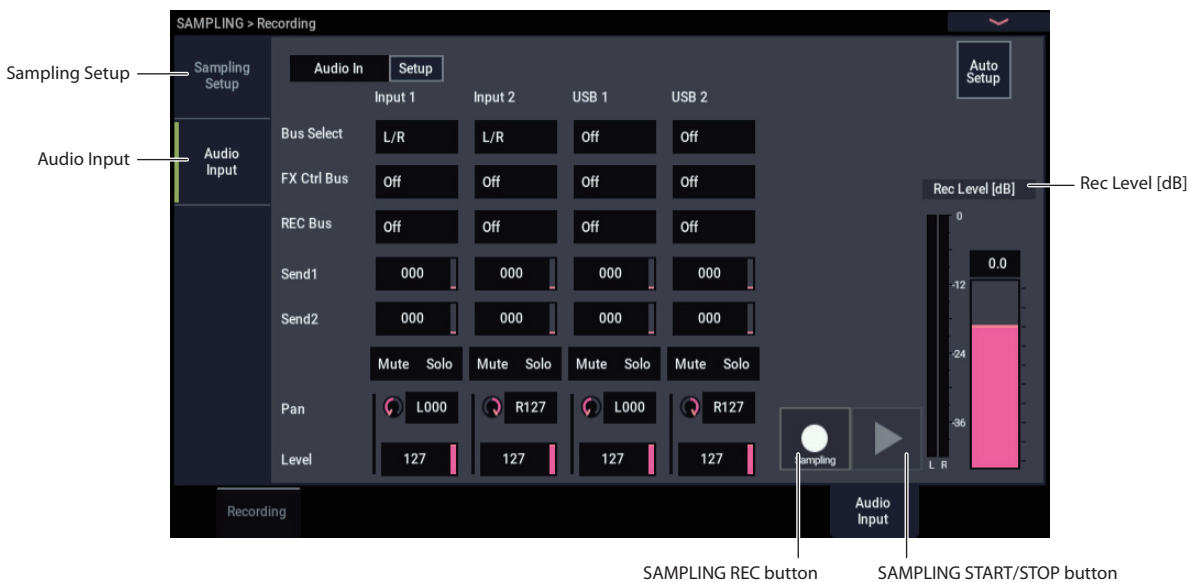 SAMPLING > Recording
Sampling Setup
Sampling
Setup
Audio In Setup
Auto
Setup
Input 1 Input 2 USB 1 USB 2
Bus Select L/R L/R Off Off
Audio Input
Audio
Input
FX Ctrl Bus Off Off Off Off
Rec Level [dB]
Rec Level [dB]
REC Bus Off Off Off Off
0
Send1 000 000 000 000
0.0
-12
Send2 000 000 000 000
-24
Mute Solo Mute Solo Mute Solo Mute Solo
Pan L000 R127 L000 R127
-36
Level 127 127 127 127
Sampling
L R
Recording
Audio
Input
SAMPLING REC button
SAMPLING START/STOP button